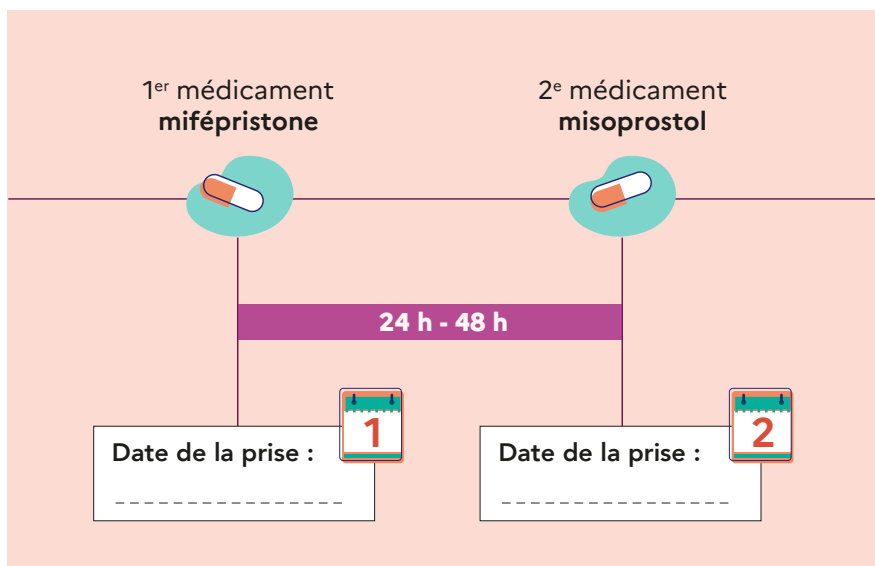 1er médicament
mifépristone
2e médicament
misoprostol
24 h - 48 h
1
Date de la prise :
2
Date de la prise :